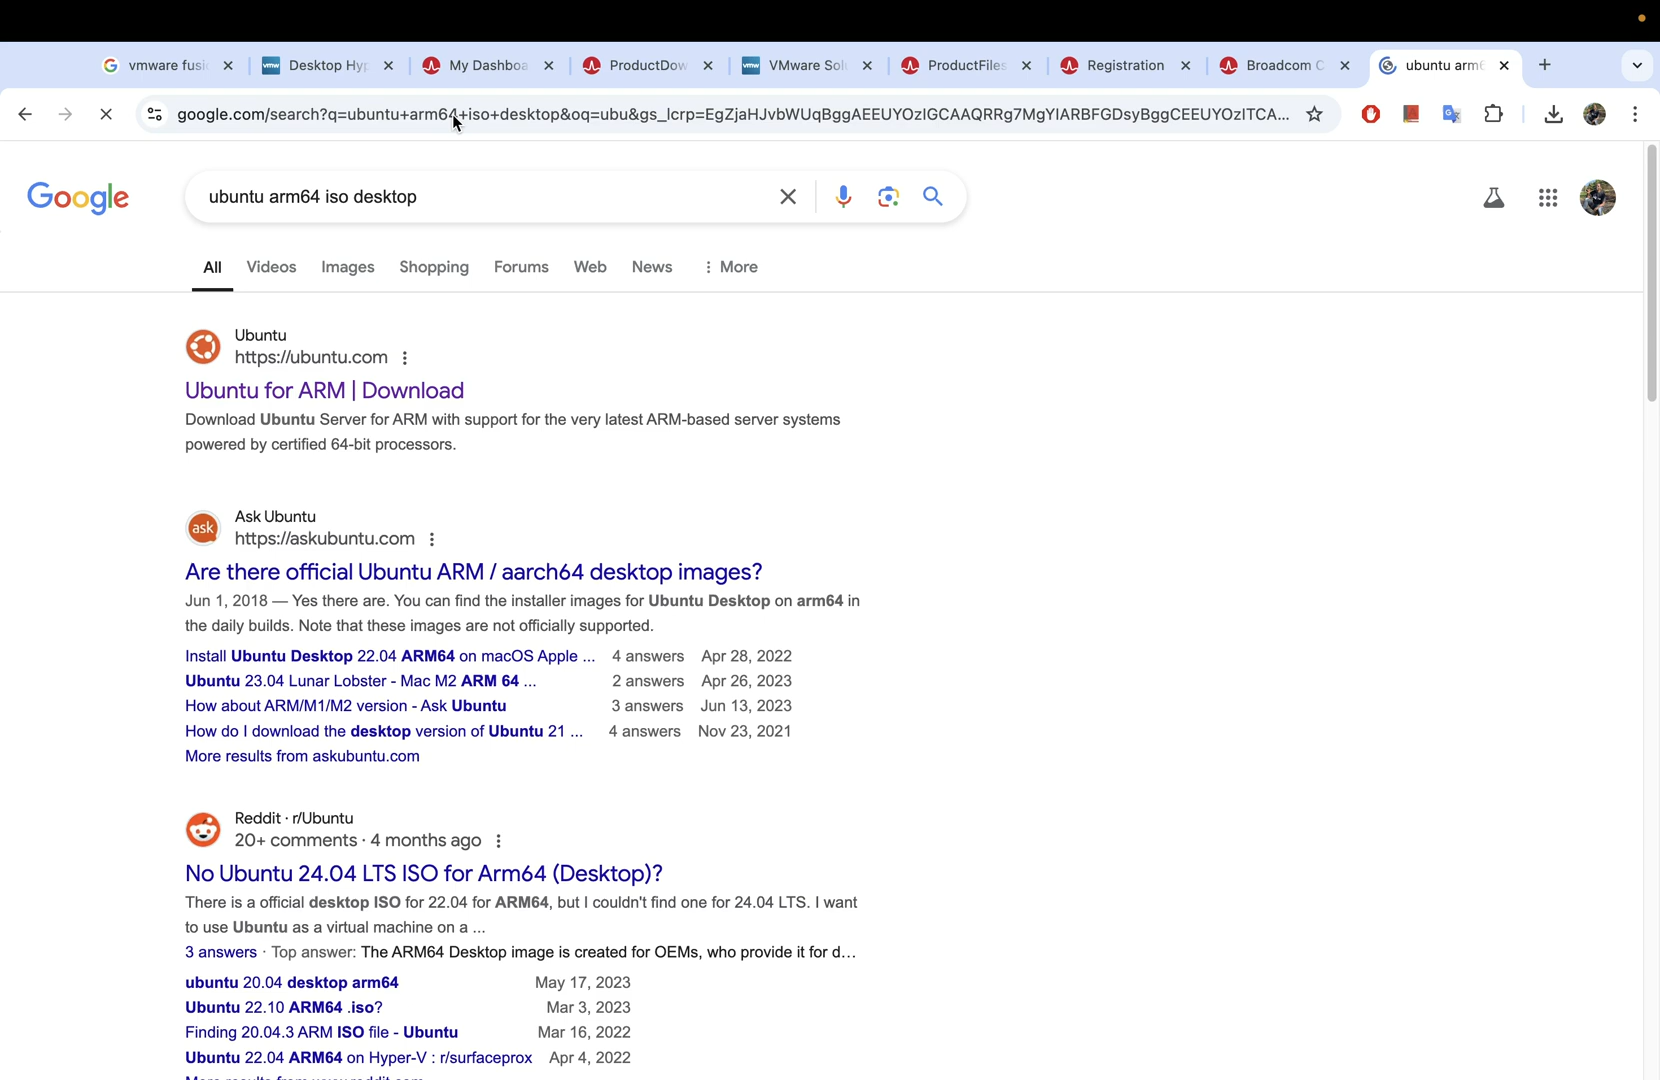 vmware fusi
Desktop Hyp
My Dashboa
ProductDow
VMware Solu
ProductFiles
Registration
Broadcom C
ubuntu arm6
google.com/search?q=ubuntu+arm64+iso+desktop&oq=ubu&gs_lcrp=EgZjaHJvbWUqBggAEEUYOzIGCAAQRRg7MgYIARBFGDsyBggCEEUYOzITCA...
Google
ubuntu arm64 iso desktop
All
Videos
Images
Shopping
Forums
Web
News
More
Ubuntu
https://ubuntu.com
Ubuntu for ARM | Download
Download Ubuntu Server for ARM with support for the very latest ARM-based server systems
powered by certified 64-bit processors.
ask
Ask Ubuntu
https://askubuntu.com
Are there official Ubuntu ARM / aarch64 desktop images?
Jun 1, 2018 — Yes there are. You can find the installer images for Ubuntu Desktop on arm64 in
the daily builds. Note that these images are not officially supported.
Install Ubuntu Desktop 22.04 ARM64 on macOS Apple ... 4 answers Apr 28, 2022
Ubuntu 23.04 Lunar Lobster - Mac M2 ARM 64 ... 2 answers Apr 26, 2023
How about ARM/M1/M2 version - Ask Ubuntu 3 answers Jun 13, 2023
How do I download the desktop version of Ubuntu 21 ... 4 answers Nov 23, 2021
More results from askubuntu.com
Reddit · r/Ubuntu
20+ comments · 4 months ago
No Ubuntu 24.04 LTS ISO for Arm64 (Desktop)?
There is a official desktop ISO for 22.04 for ARM64, but I couldn't find one for 24.04 LTS. I want
to use Ubuntu as a virtual machine on a ...
3 answers · Top answer: The ARM64 Desktop image is created for OEMs, who provide it for d...
ubuntu 20.04 desktop arm64 May 17, 2023
Ubuntu 22.10 ARM64 .iso? Mar 3, 2023
Finding 20.04.3 ARM ISO file - Ubuntu Mar 16, 2022
Ubuntu 22.04 ARM64 on Hyper-V : r/surfaceprox Apr 4, 2022
More results from www.reddit.com